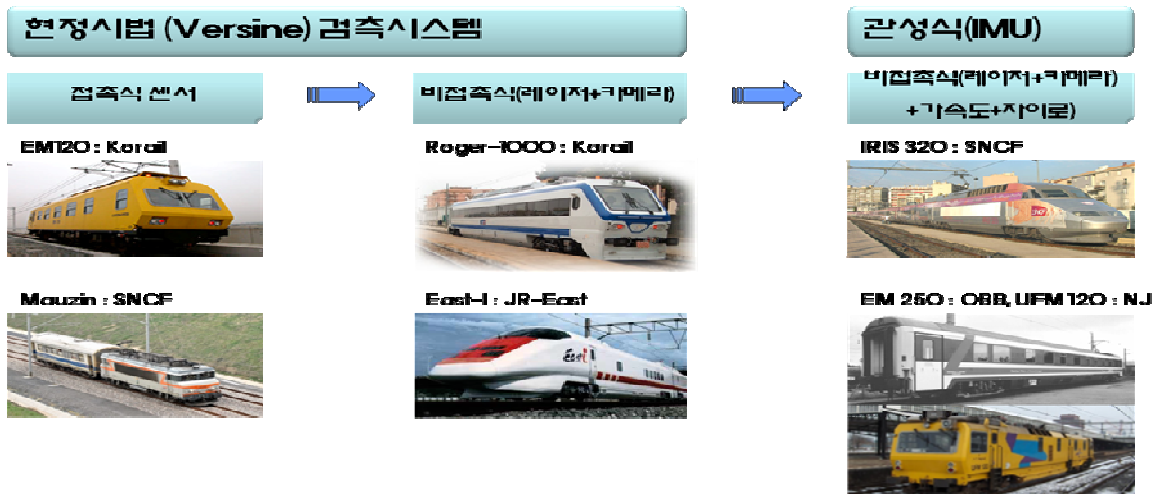 현정시법 (Versine) 검측시스템
관성식(IMU)
접촉식 센서
비접촉식(레이저+카메라)
비접촉식(레이저+카메라)
+가속도+자이로)
EM120 : Korail
Roger-1000 : Korail
IRIS 320 : SNCF
Mauzin : SNCF
East-I : JR-East
EM 250 : OBB, UFM 120 : NJ